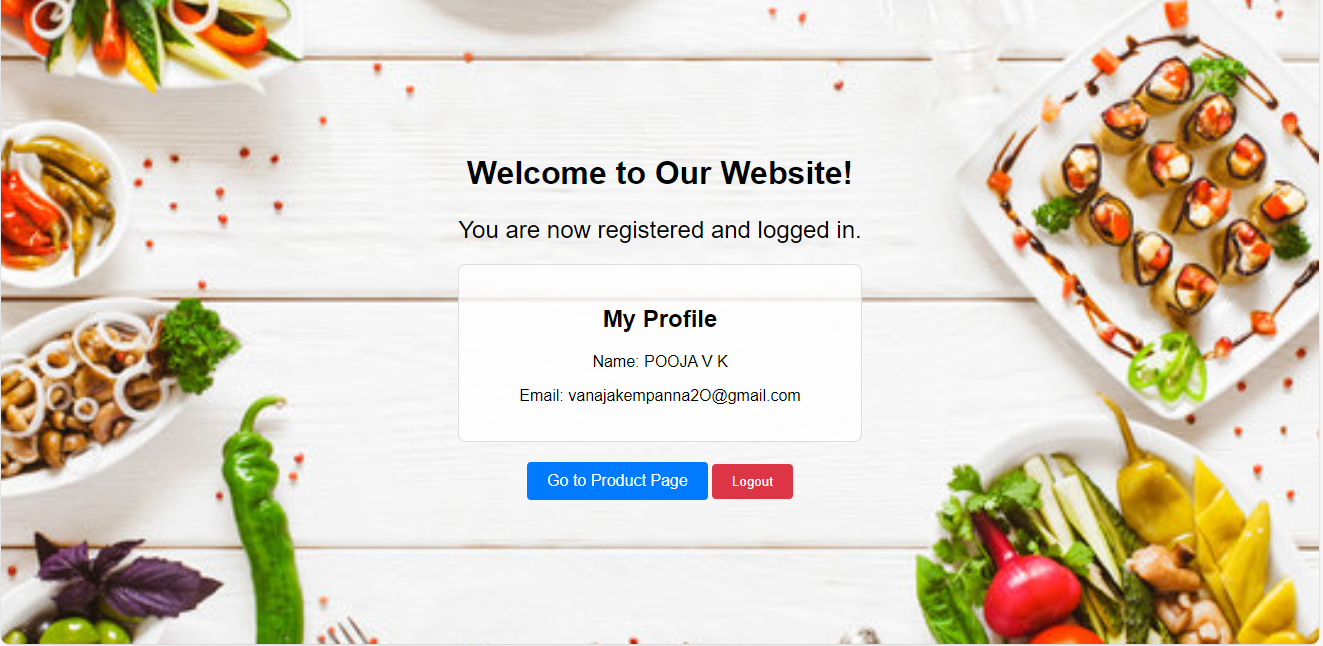 Welcome to Our Website!
You are now registered and logged in.
My Profile
Name: POOJA V K
Email: vanajakempanna2O@gmail.com
Go to Product Page Logout